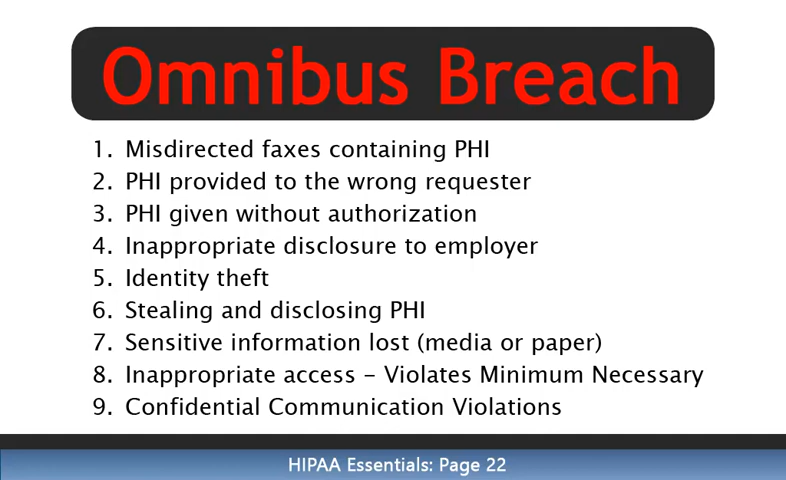 Omnibus Breach
1. Misdirected faxes containing PHI
2. PHI provided to the wrong requester
3. PHI given without authorization
4. Inappropriate disclosure to employer
5. Identity theft
6. Stealing and disclosing PHI
7. Sensitive information lost (media or paper)
8. Inappropriate access – Violates Minimum Necessary
9. Confidential Communication Violations
HIPAA Essentials: Page 22